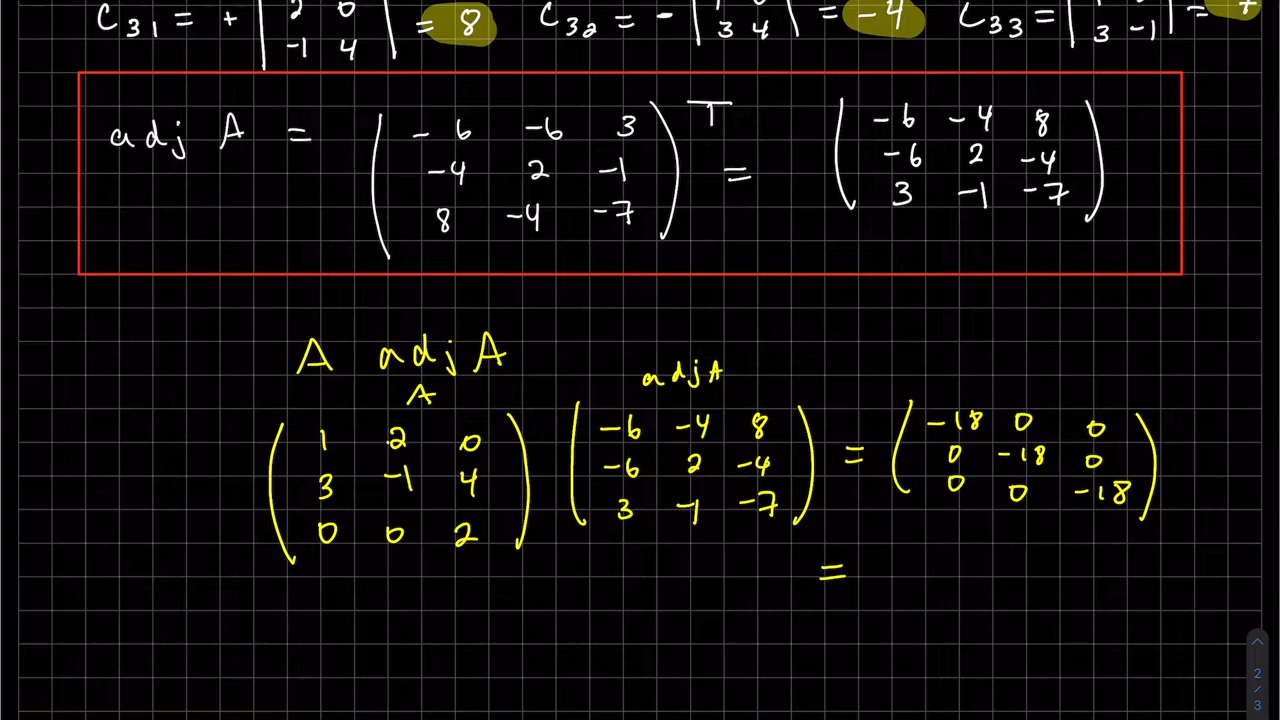 C31 = + | 2 0 | = 8 C32 = - | | = -4 C33 = | | =
-1 4 3 4 3 -1
adj A = ( -6 -6 3 )T = ( -6 -4 8 )
-4 2 -1 -6 2 -4
8 -4 -7 3 -1 -7
A adj A
A adj A
( 1 2 0 ) ( -6 -4 8 ) = ( -18 0 0 )
3 -1 4 -6 2 -4 0 -18 0
0 0 2 3 -1 -7 0 0 -18
=
2
/
3